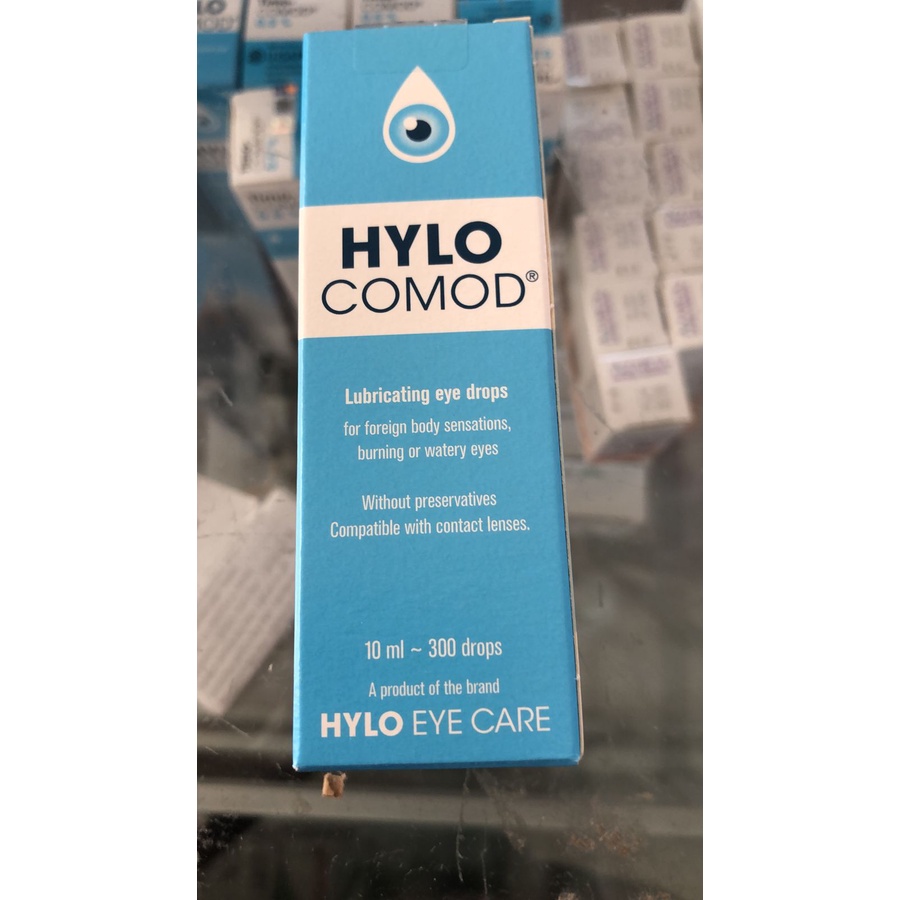 HYLO
COMOD®
Lubricating eye drops
for foreign body sensations,
burning or watery eyes
Without preservatives
Compatible with contact lenses.
10 ml ~ 300 drops
A product of the brand
HYLO EYE CARE